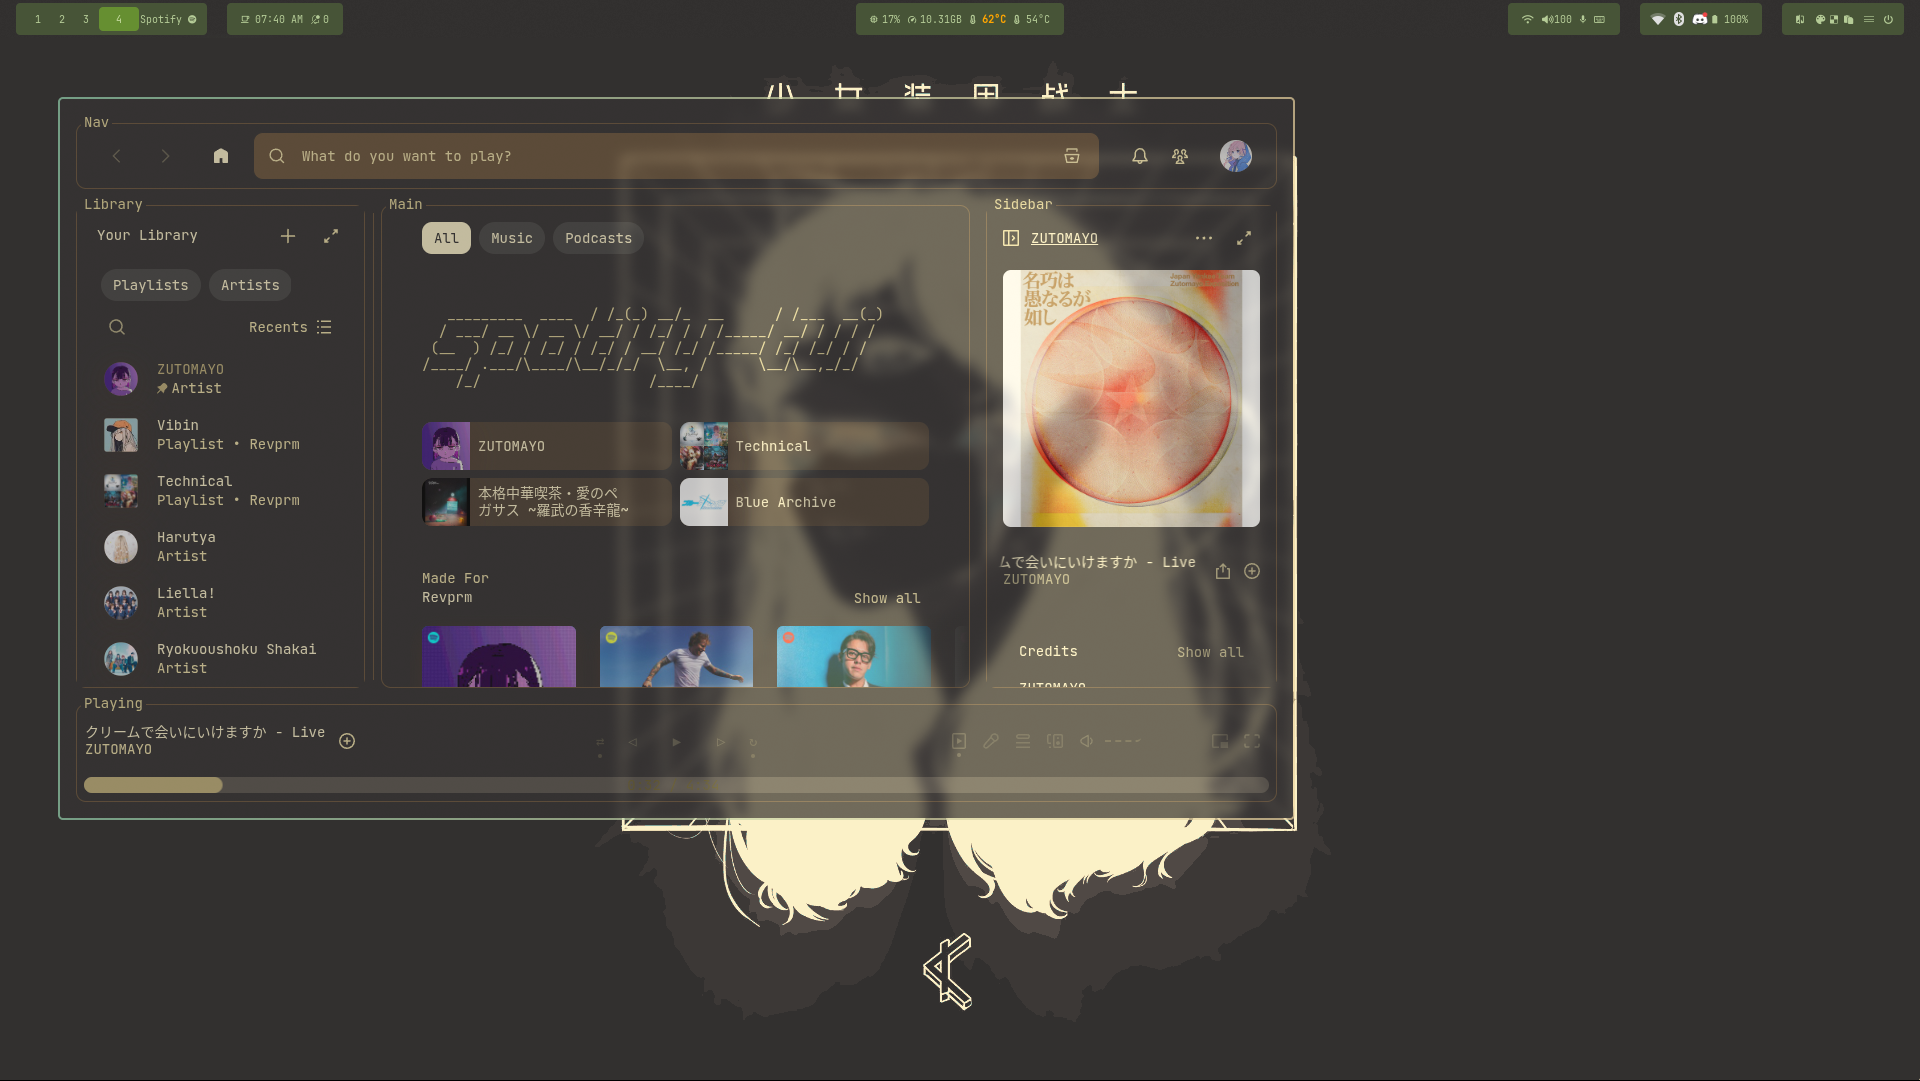 1 2 3 4 Spotify
07:40 AM 0
17% 10.31GB 62°C 54°C
100
100%
Nav
What do you want to play?
Library
Your Library
Playlists Artists
Recents
ZUTOMAYO
Artist
Vibin
Playlist • Revprm
Technical
Playlist • Revprm
Harutya
Artist
Liella!
Artist
Ryokuoushoku Shakai
Artist
Main
All Music Podcasts
ZUTOMAYO
Technical
本格中華喫茶・愛のペ
ガサス ~羅武の香辛龍~
Blue Archive
Made For
Revprm
Show all
Sidebar
ZUTOMAYO
名巧は
愚なるが
如し
ムで会いにいけますか - Live
ZUTOMAYO
Credits
Show all
ZUTOMAYO
Playing
クリームで会いにいけますか - Live
ZUTOMAYO